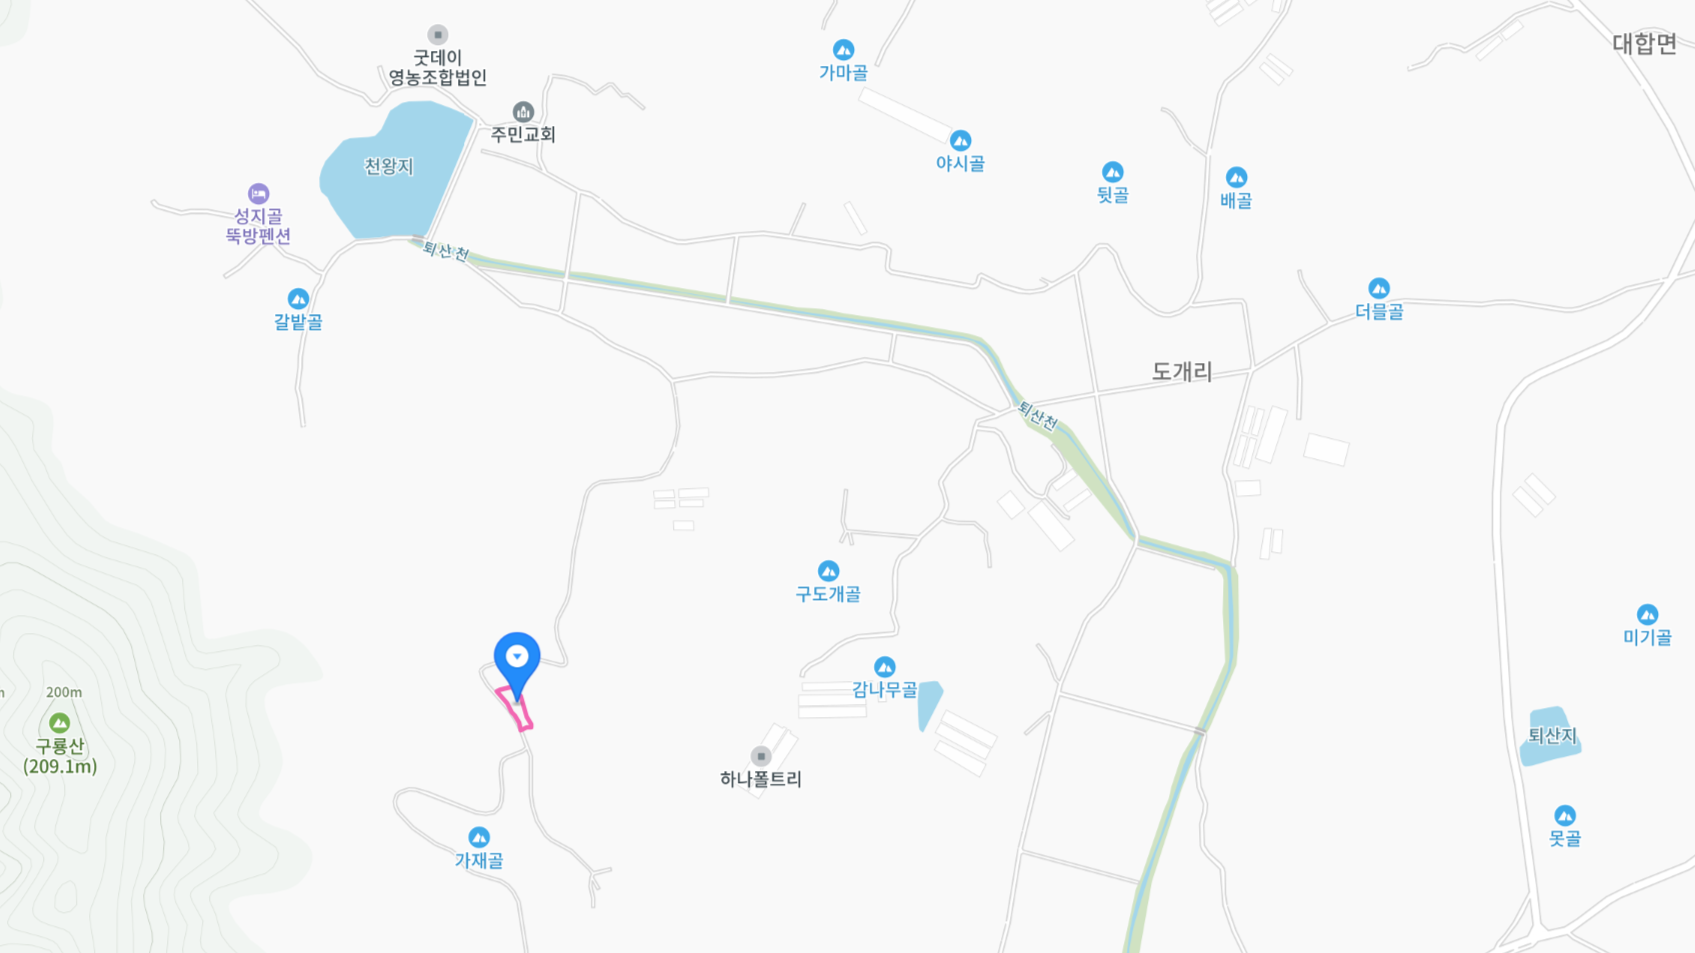 대합면
굿데이
영농조합법인
가마골
주민교회
야시골
천왕지
뒷골
배골
성지골
뚝방펜션
퇴산천
갈밭골
더믈골
도개리
퇴산천
구도개골
미기골
감나무골
200m
구룡산
(209.1m)
퇴산지
하나폴트리
못골
가재골